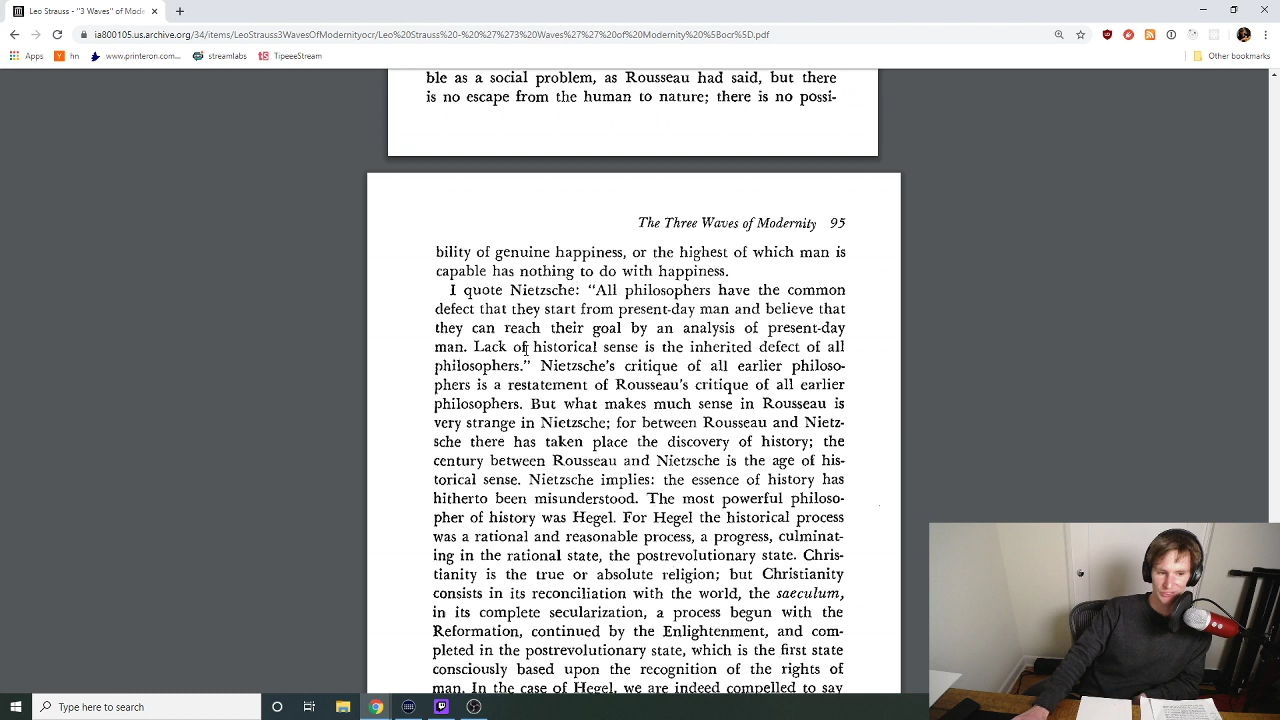 Leo Strauss - "3 Waves" of Mode
ia800105.us.archive.org/34/items/LeoStrauss3WavesOfModernityocr/Leo%20Strauss%20-%20%27%273%20Waves%27%27%20of%20Modernity%20%5Bocr%5D.pdf
Apps
hn
www.printeron.com...
streamlabs
TipeeeStream
Other bookmarks
ble as a social problem, as Rousseau had said, but there
is no escape from the human to nature; there is no possi-
The Three Waves of Modernity 95
bility of genuine happiness, or the highest of which man is
capable has nothing to do with happiness.
I quote Nietzsche: “All philosophers have the common
defect that they start from present-day man and believe that
they can reach their goal by an analysis of present-day
man. Lack of historical sense is the inherited defect of all
philosophers.” Nietzsche’s critique of all earlier philoso-
phers is a restatement of Rousseau’s critique of all earlier
philosophers. But what makes much sense in Rousseau is
very strange in Nietzsche; for between Rousseau and Nietz-
sche there has taken place the discovery of history; the
century between Rousseau and Nietzsche is the age of his-
torical sense. Nietzsche implies: the essence of history has
hitherto been misunderstood. The most powerful philoso-
pher of history was Hegel. For Hegel the historical process
was a rational and reasonable process, a progress, culminat-
ing in the rational state, the postrevolutionary state. Chris-
tianity is the true or absolute religion; but Christianity
consists in its reconciliation with the world, the saeculum,
in its complete secularization, a process begun with the
Reformation, continued by the Enlightenment, and com-
pleted in the postrevolutionary state, which is the first state
consciously based upon the recognition of the rights of
man. In the case of Hegel, we are indeed compelled to say
Type here to search